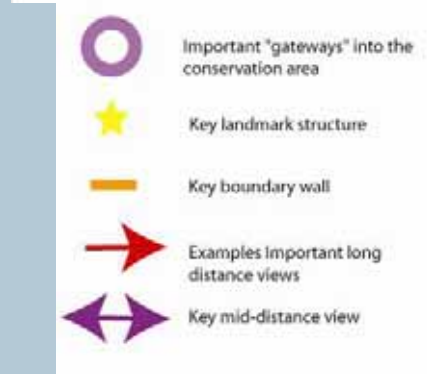 Important "gateways" into the
conservation area
Key landmark structure
Key boundary wall
Examples Important long
distance views
Key mid-distance view